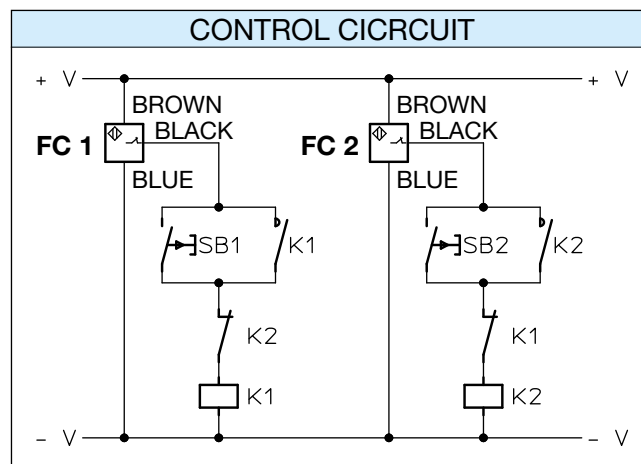 CONTROL CICRCUIT
+ V + V
BROWN BROWN
BLACK BLACK
FC 1 FC 2
BLUE BLUE
SB1 K1 SB2 K2
K2 K1
K1 K2
– V – V